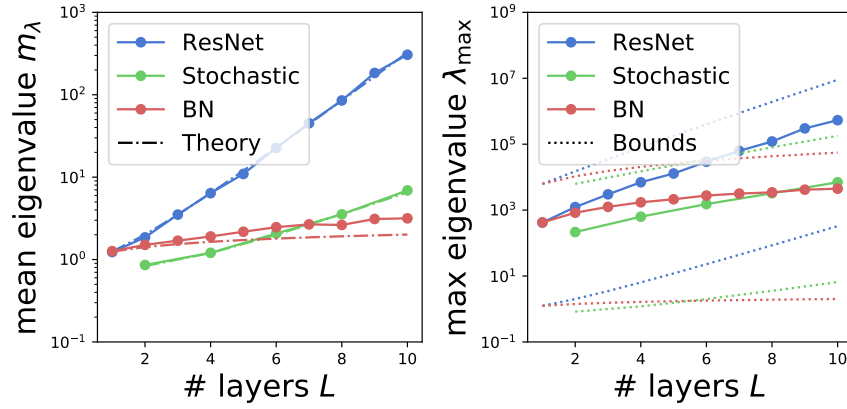 mean eigenvalue m_λ
10^3
10^2
10^1
10^0
10^−1
ResNet
Stochastic
BN
Theory
2
4
6
8
10
# layers L
max eigenvalue λ_max
10^9
10^7
10^5
10^3
10^1
10^−1
ResNet
Stochastic
BN
Bounds
2
4
6
8
10
# layers L